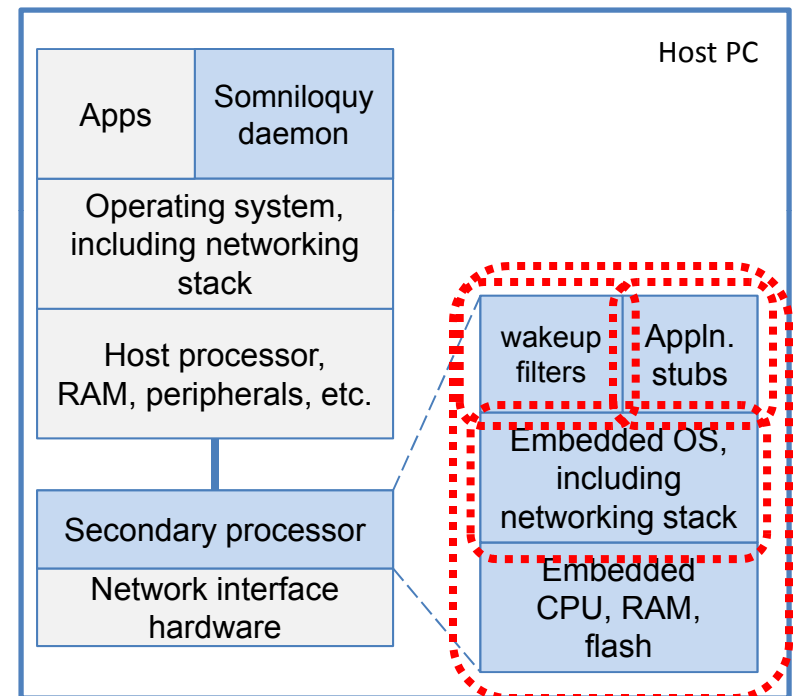 Host PC
Apps
Somniloquy
daemon
Operating system,
including networking
stack
Host processor,
RAM, peripherals, etc.
Secondary processor
Network interface
hardware
wakeup
filters
Appln.
stubs
Embedded OS,
including
networking stack
Embedded
CPU, RAM,
flash